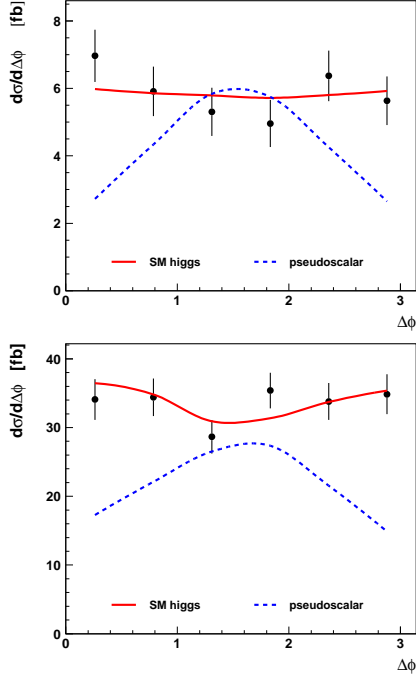 dσ/dΔϕ [fb]
8
6
4
2
0
SM higgs pseudoscalar
0 1 2 3
Δϕ
dσ/dΔϕ [fb]
40
30
20
10
0
SM higgs pseudoscalar
0 1 2 3
Δϕ